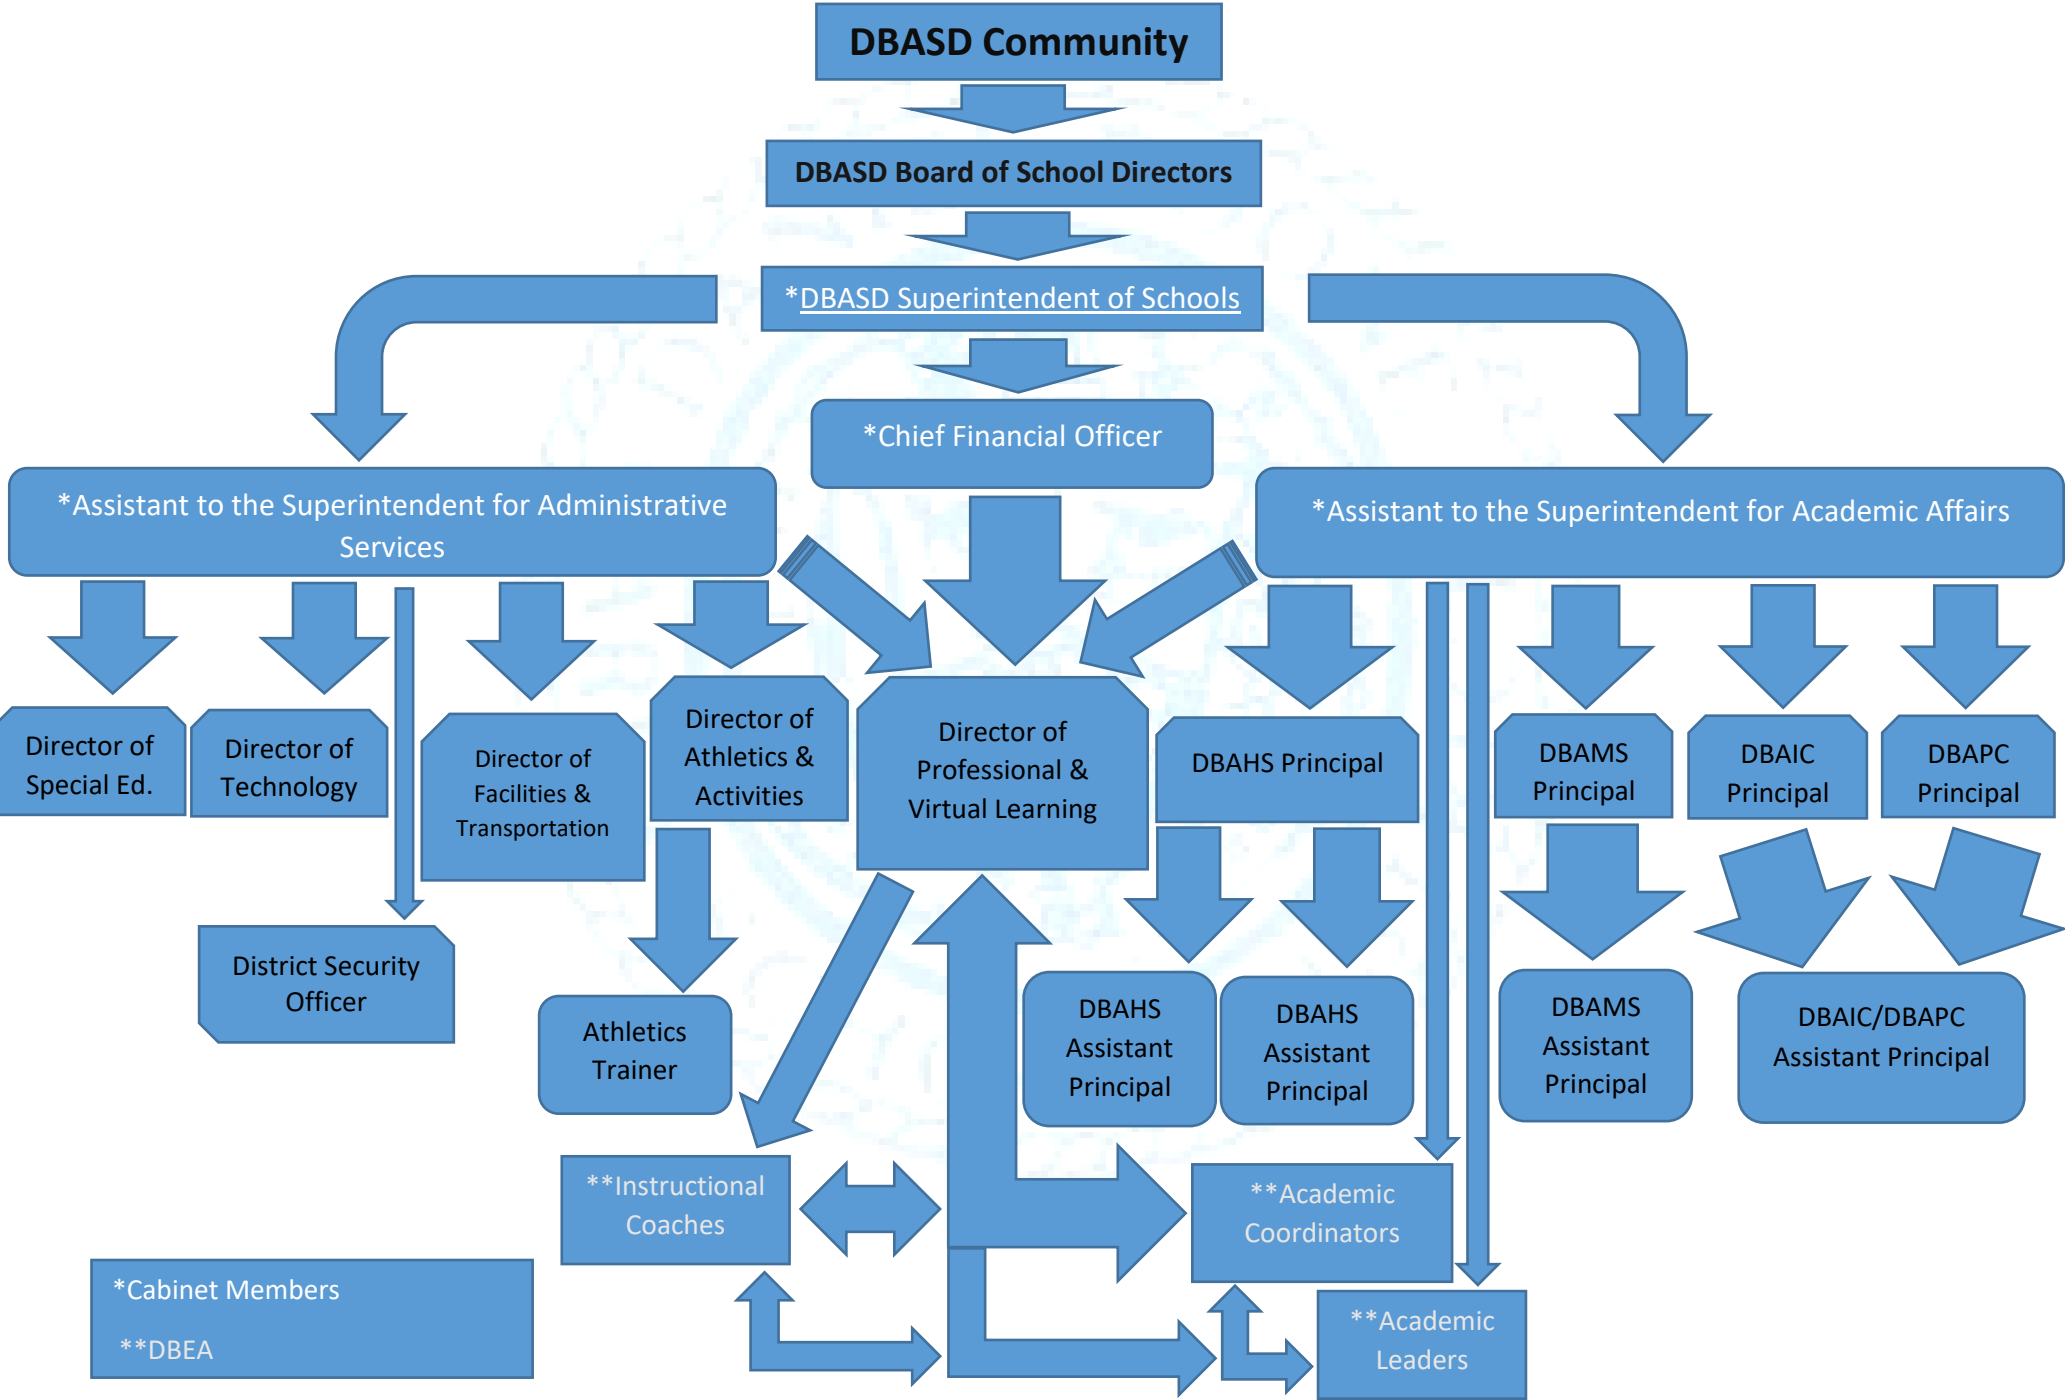 DBASD Community
DBASD Board of School Directors
*DBASD Superintendent of Schools
*Chief Financial Officer
*Assistant to the Superintendent for Administrative
Services
*Assistant to the Superintendent for Academic Affairs
Director of
Special Ed.
Director of
Technology
Director of
Facilities &
Transportation
Director of
Athletics &
Activities
Director of
Professional &
Virtual Learning
DBAHS Principal
DBAMS
Principal
DBAIC
Principal
DBAPC
Principal
District Security
Officer
Athletics
Trainer
DBAHS
Assistant
Principal
DBAHS
Assistant
Principal
DBAMS
Assistant
Principal
DBAIC/DBAPC
Assistant Principal
**Instructional
Coaches
**Academic
Coordinators
**Academic
Leaders
*Cabinet Members
**DBEA